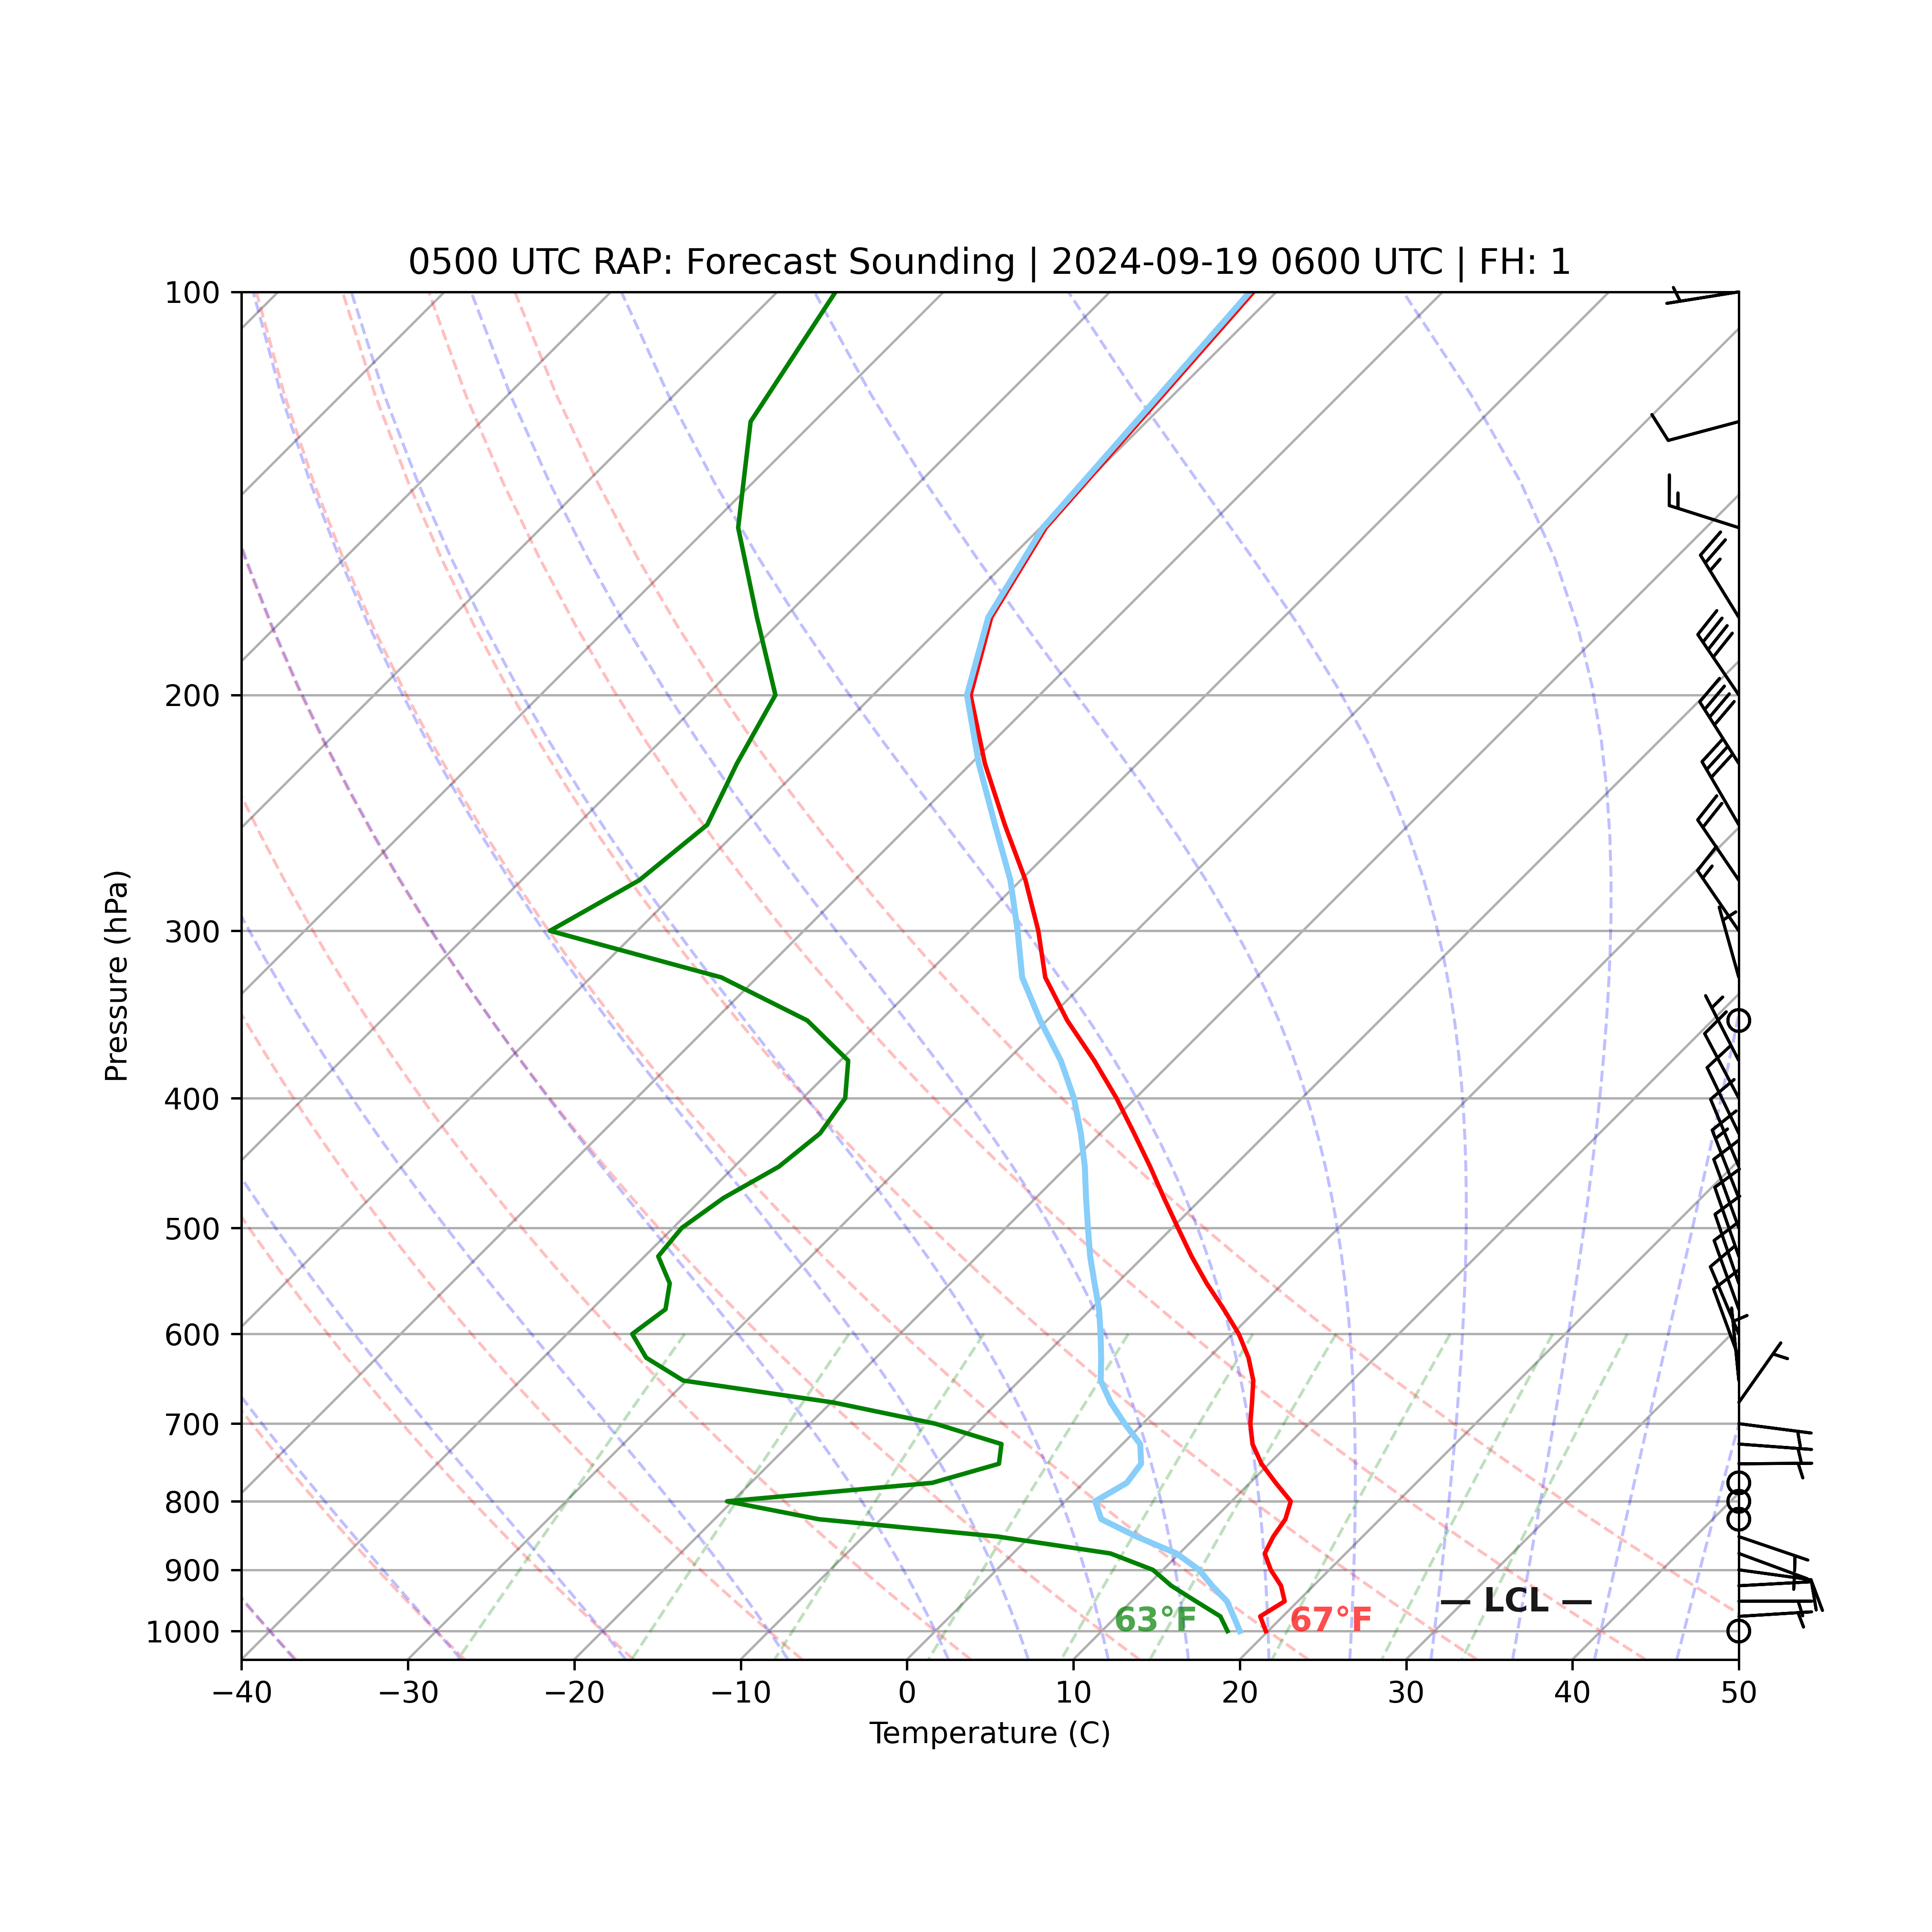 0500 UTC RAP: Forecast Sounding | 2024-09-19 0600 UTC | FH: 1
100
200
300
400
500
600
700
800
900
1000
Pressure (hPa)
— LCL —
63°F
67°F
−40 −30 −20 −10 0 10 20 30 40 50
Temperature (C)